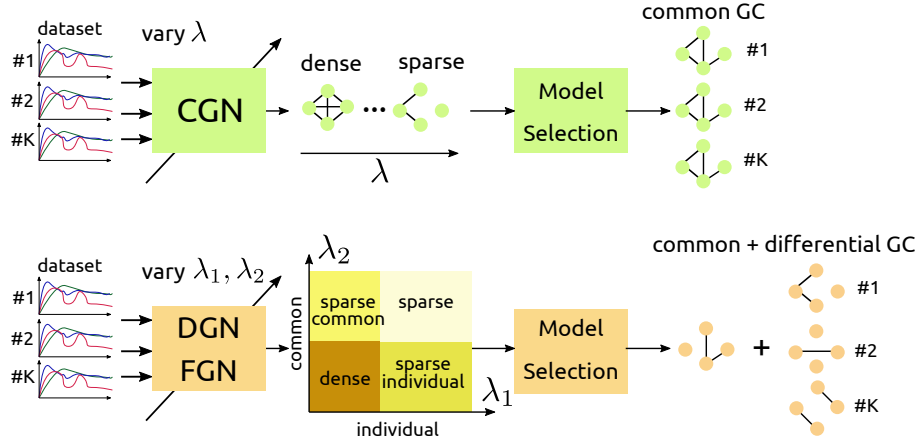 dataset
vary λ
#1
#2
#K
CGN
dense
sparse
λ
Model
Selection
common GC
#1
#2
#K
dataset
vary λ₁, λ₂
#1
#2
#K
DGN
FGN
λ₂
common
sparse
common
sparse
dense
sparse
individual
λ₁
individual
Model
Selection
common + differential GC
+
#1
#2
#K